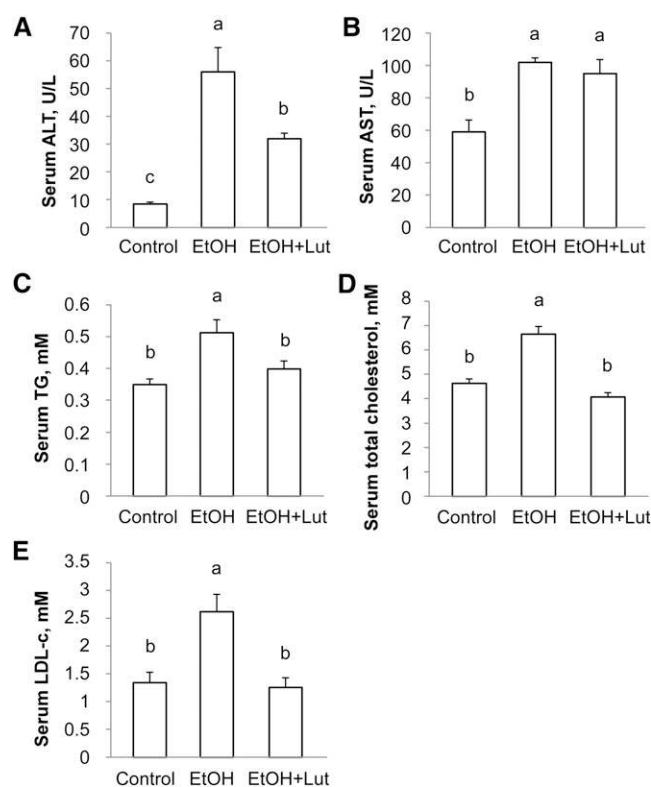 A
Serum ALT, U/L
70
60
50
40
30
20
10
0
c
a
b
Control
EtOH
EtOH+Lut
B
Serum AST, U/L
120
100
80
60
40
20
0
b
a
a
Control
EtOH
EtOH+Lut
C
Serum TG, mM
0.6
0.5
0.4
0.3
0.2
0.1
0
b
a
b
Control
EtOH
EtOH+Lut
D
Serum total cholesterol, mM
8
7
6
5
4
3
2
1
0
b
a
b
Control
EtOH
EtOH+Lut
E
Serum LDL-c, mM
3.5
3
2.5
2
1.5
1
0.5
0
b
a
b
Control
EtOH
EtOH+Lut